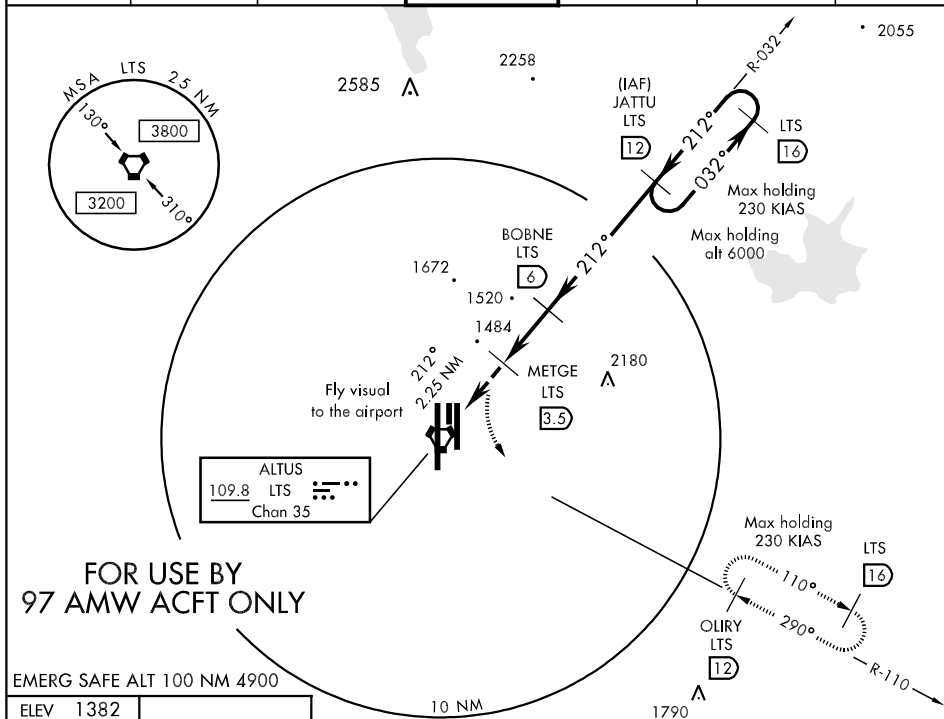 2055
R-032
2258
2585
MSA LTS 25 NM
130°
3800
3200
310°
(IAF)
JATTU
LTS
12
212°
032°
LTS
16
Max holding
230 KIAS
Max holding
alt 6000
212°
BOBNE
LTS
6
1672
1520
1484
212°
2.25 NM
METGE
LTS
3.5
2180
Fly visual
to the airport
ALTUS
109.8 LTS
Chan 35
Max holding
230 KIAS
LTS
16
110°
290°
OLIRY
LTS
12
R-110
FOR USE BY
97 AMW ACFT ONLY
EMERG SAFE ALT 100 NM 4900
ELEV 1382
10 NM
1790